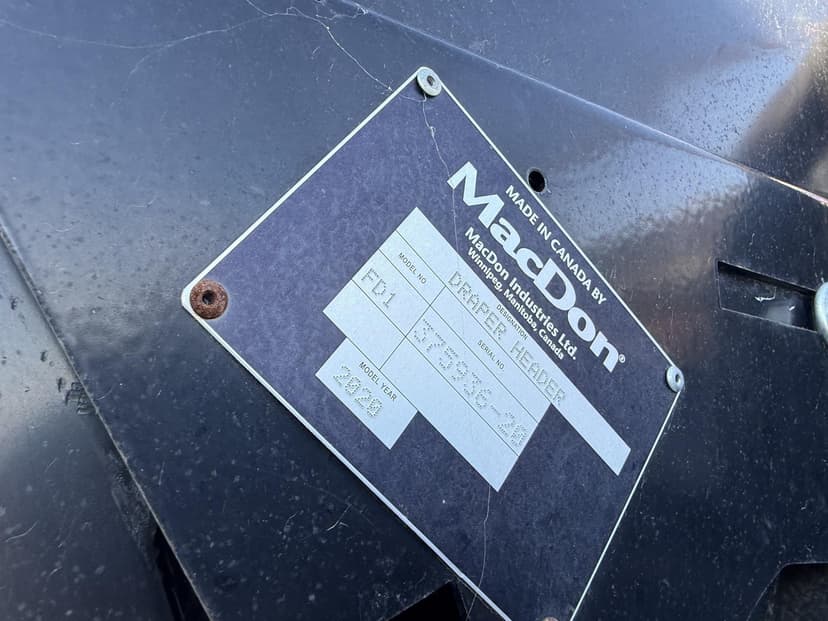 MADE IN CANADA BY
MacDon®
MacDon Industries Ltd.
Winnipeg, Manitoba, Canada
DESIGNATION
DRAPER HEADER
MODEL NO
SERIAL NO.
FD1
375936-20
MODEL YEAR
2020